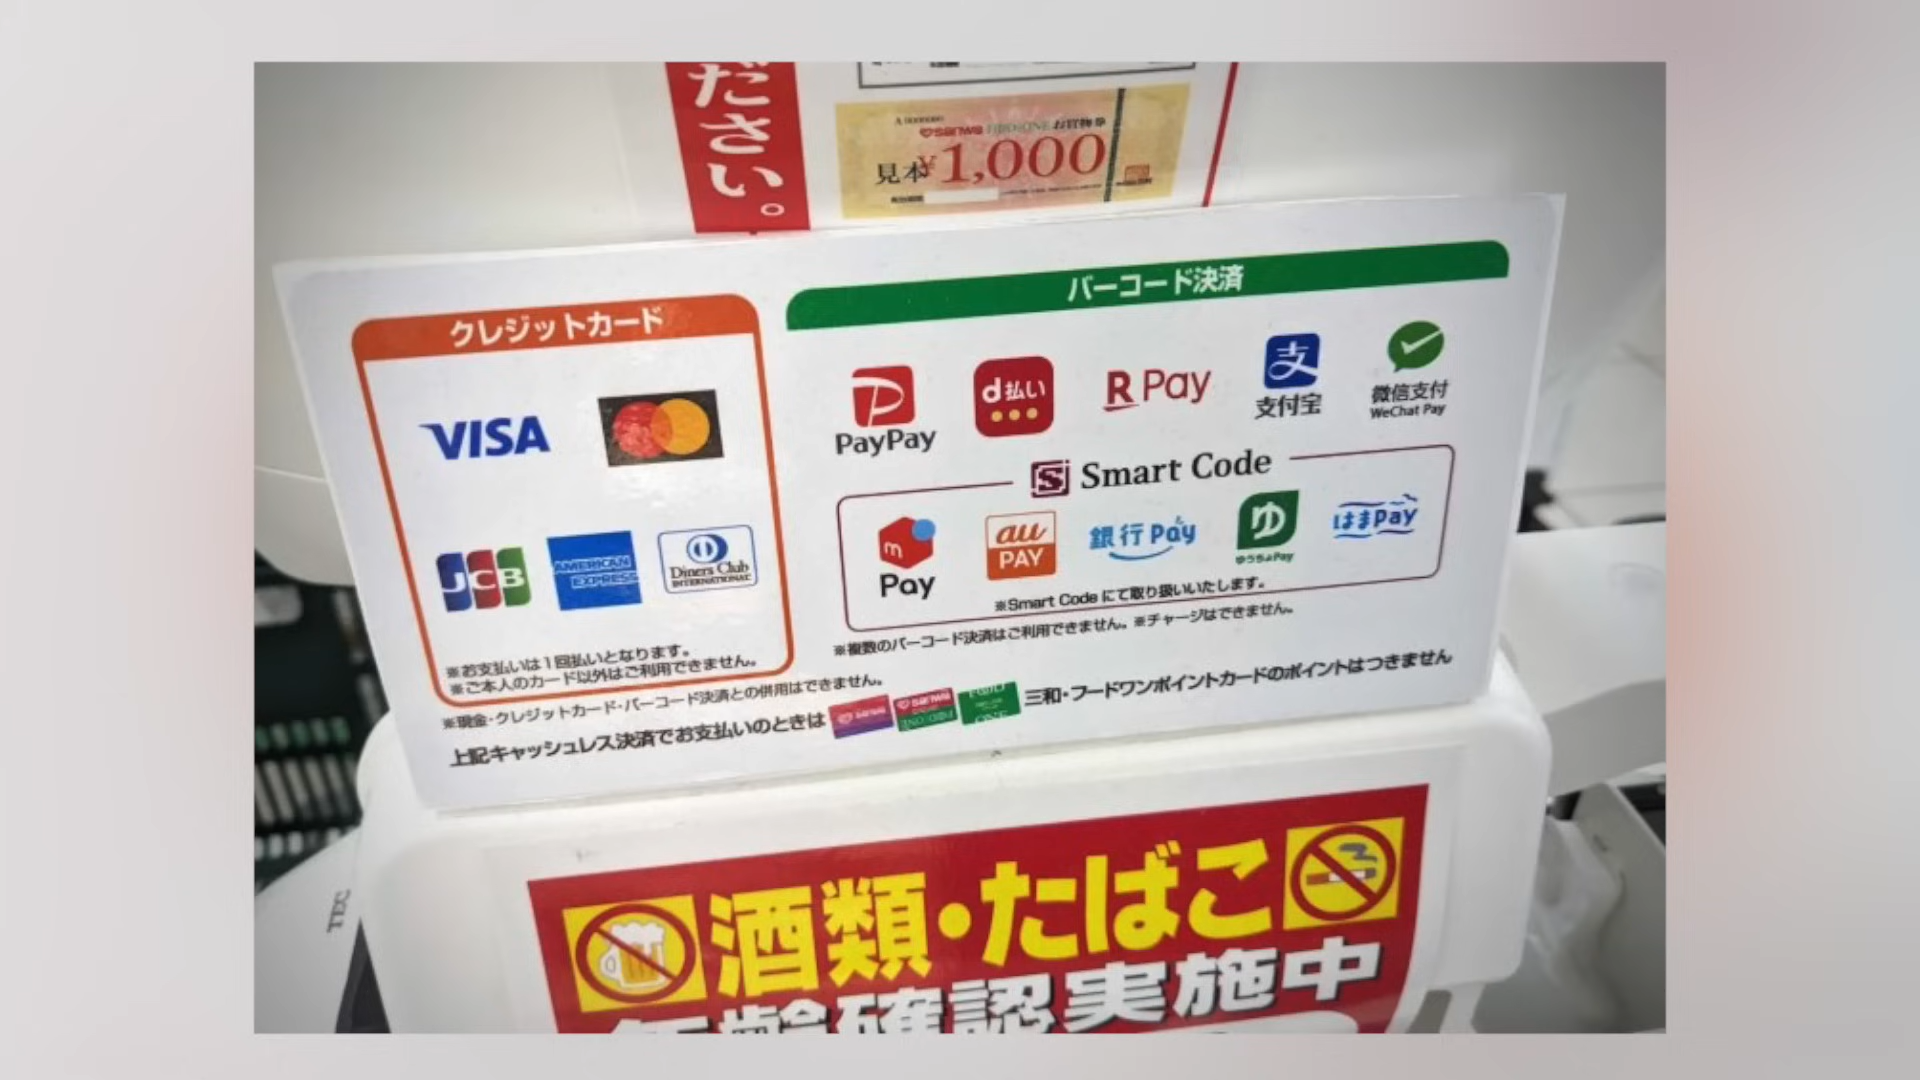 ださい。
見本
¥1,000
クレジットカード
バーコード決済
VISA
JCB
AMERICAN EXPRESS
Diners Club
INTERNATIONAL
※お支払いは1回払いとなります。
※ご本人のカード以外はご利用できません。
PayPay
d払い
R Pay
支付宝
微信支付
WeChat Pay
Smart Code
m Pay
au PAY
銀行Pay
ゆ
ゆうちょPay
はまPay
※Smart Code にて取り扱いいたします。
※複数のバーコード決済はご利用できません。※チャージはできません。
※現金・クレジットカード・バーコード決済との併用はできません。
上記キャッシュレス決済でお支払いのときは 三和・フードワンポイントカードのポイントはつきません
TEC
酒類・たばこ
年齢確認実施中